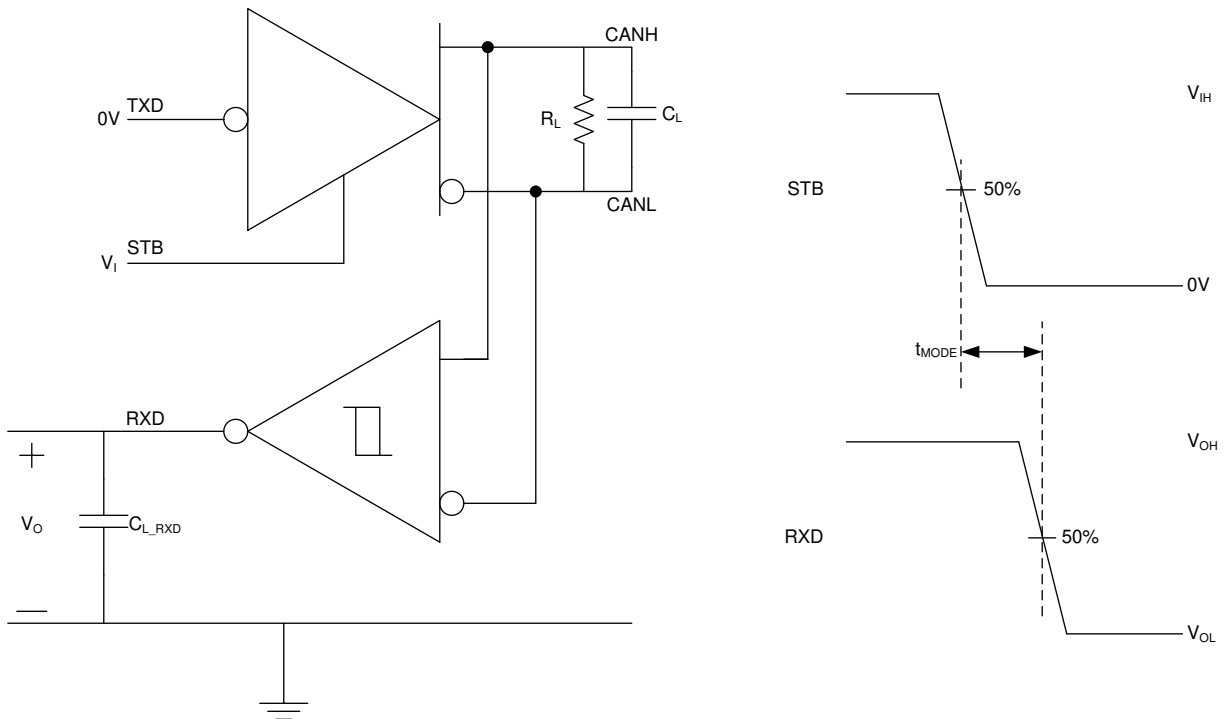 CANH
TXD
0V
R_L
C_L
CANL
STB
V_I
RXD
+
V_O
C_L_RXD
—
V_IH
STB
50%
0V
t_MODE
V_OH
RXD
50%
V_OL